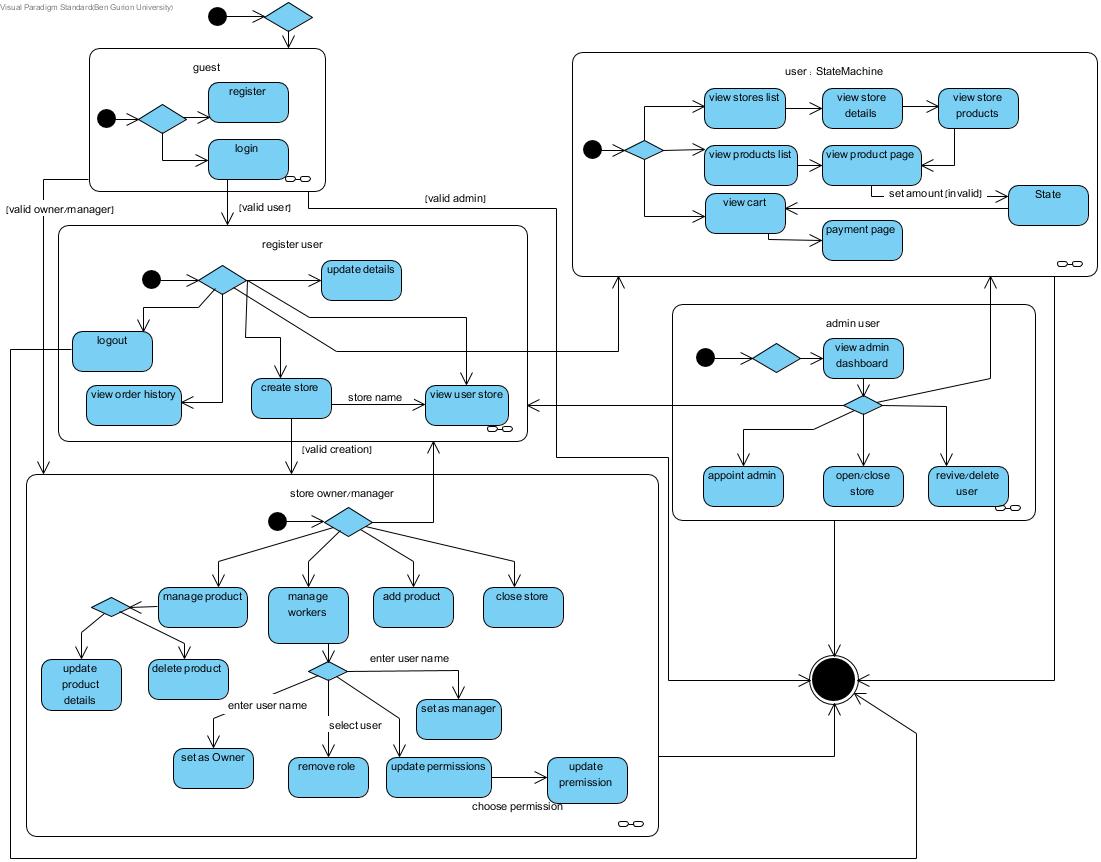 Visual Paradigm Standard(Ben Gurion University)
guest
register
login
[valid owner/manager]
[valid user]
[valid admin]
user : StateMachine
view stores list
view store
details
view store
products
view products list
view product page
set amount[invalid]
State
view cart
payment page
register user
update details
logout
view order history
create store
store name
view user store
[valid creation]
admin user
view admin
dashboard
appoint admin
open/close
store
revive/delete
user
store owner/manager
manage product
manage
workers
add product
close store
update
product
details
delete product
enter user name
set as manager
enter user name
select user
set as Owner
remove role
update permissions
update
premission
choose permission